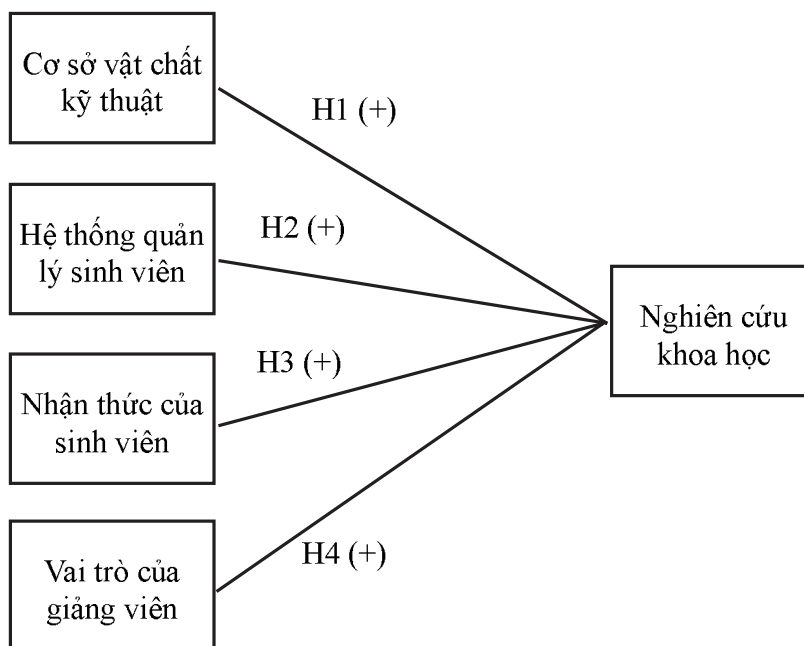 Cơ sở vật chất
kỹ thuật
H1 (+)
Hệ thống quản
lý sinh viên
H2 (+)
Nghiên cứu
khoa học
Nhận thức của
sinh viên
H3 (+)
Vai trò của
giảng viên
H4 (+)